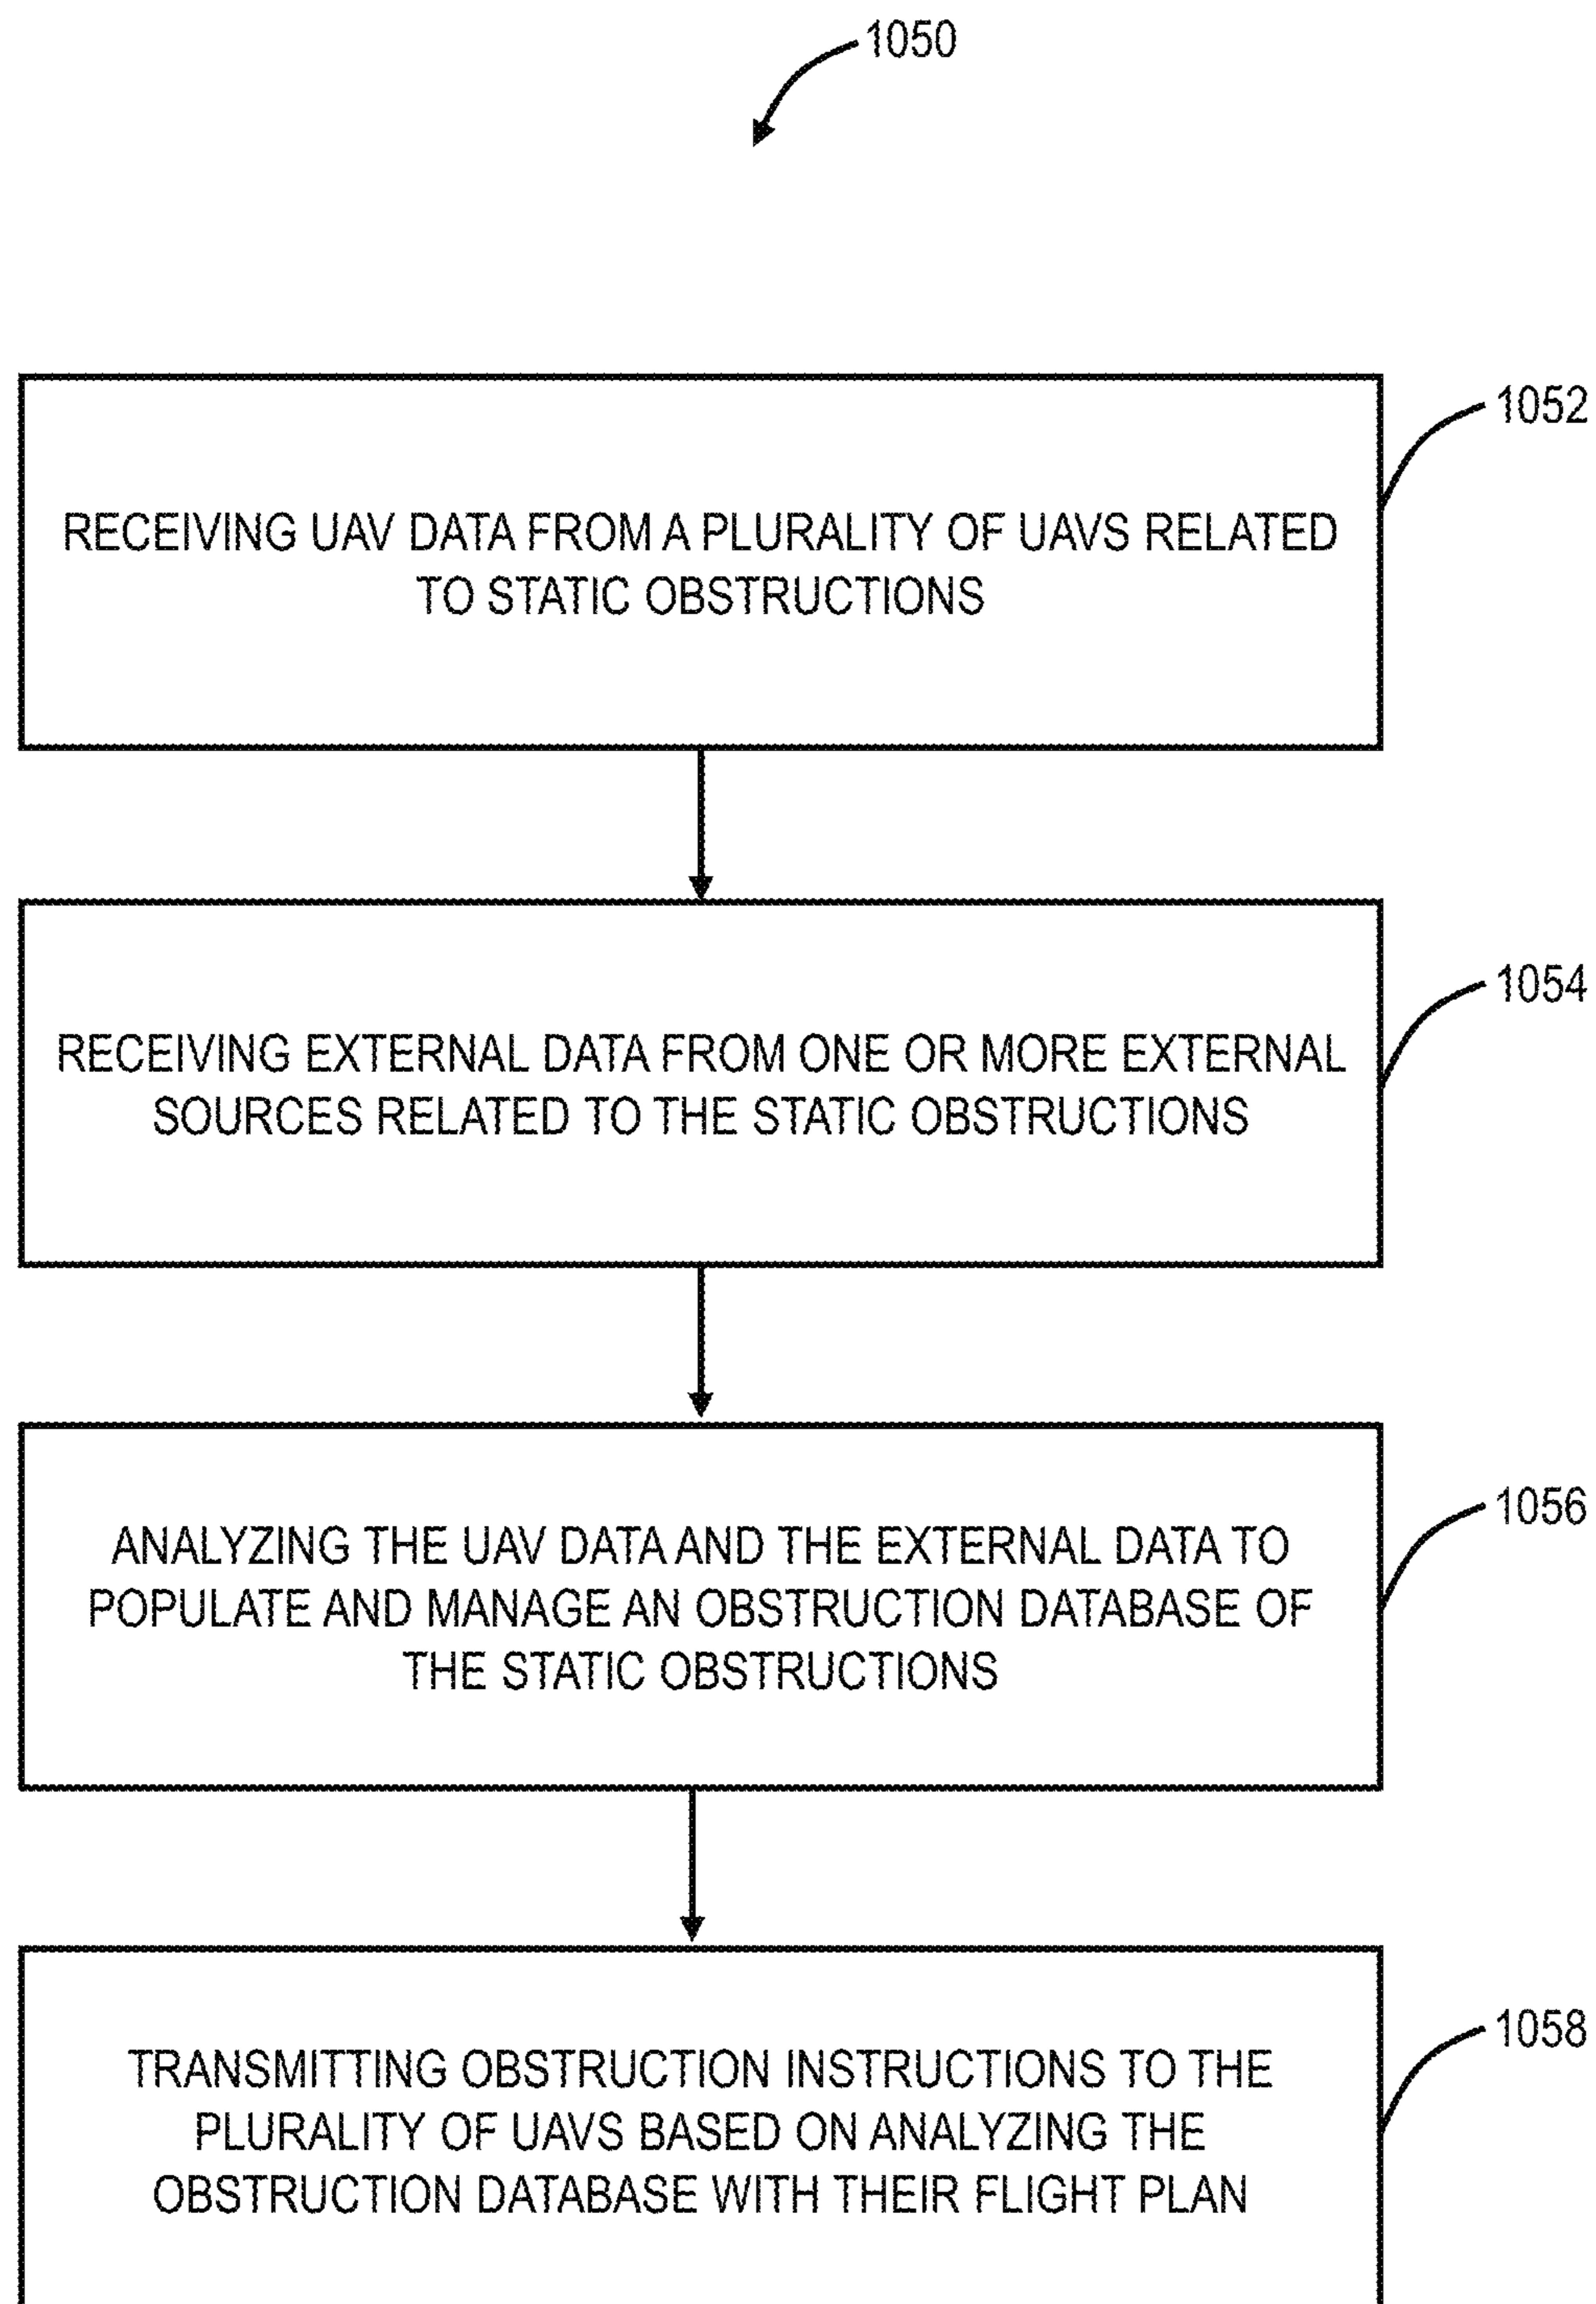 1050
1052
RECEIVING UAV DATA FROM A PLURALITY OF UAVS RELATED
TO STATIC OBSTRUCTIONS
1054
RECEIVING EXTERNAL DATA FROM ONE OR MORE EXTERNAL
SOURCES RELATED TO THE STATIC OBSTRUCTIONS
1056
ANALYZING THE UAV DATA AND THE EXTERNAL DATA TO
POPULATE AND MANAGE AN OBSTRUCTION DATABASE OF
THE STATIC OBSTRUCTIONS
1058
TRANSMITTING OBSTRUCTION INSTRUCTIONS TO THE
PLURALITY OF UAVS BASED ON ANALYZING THE
OBSTRUCTION DATABASE WITH THEIR FLIGHT PLAN